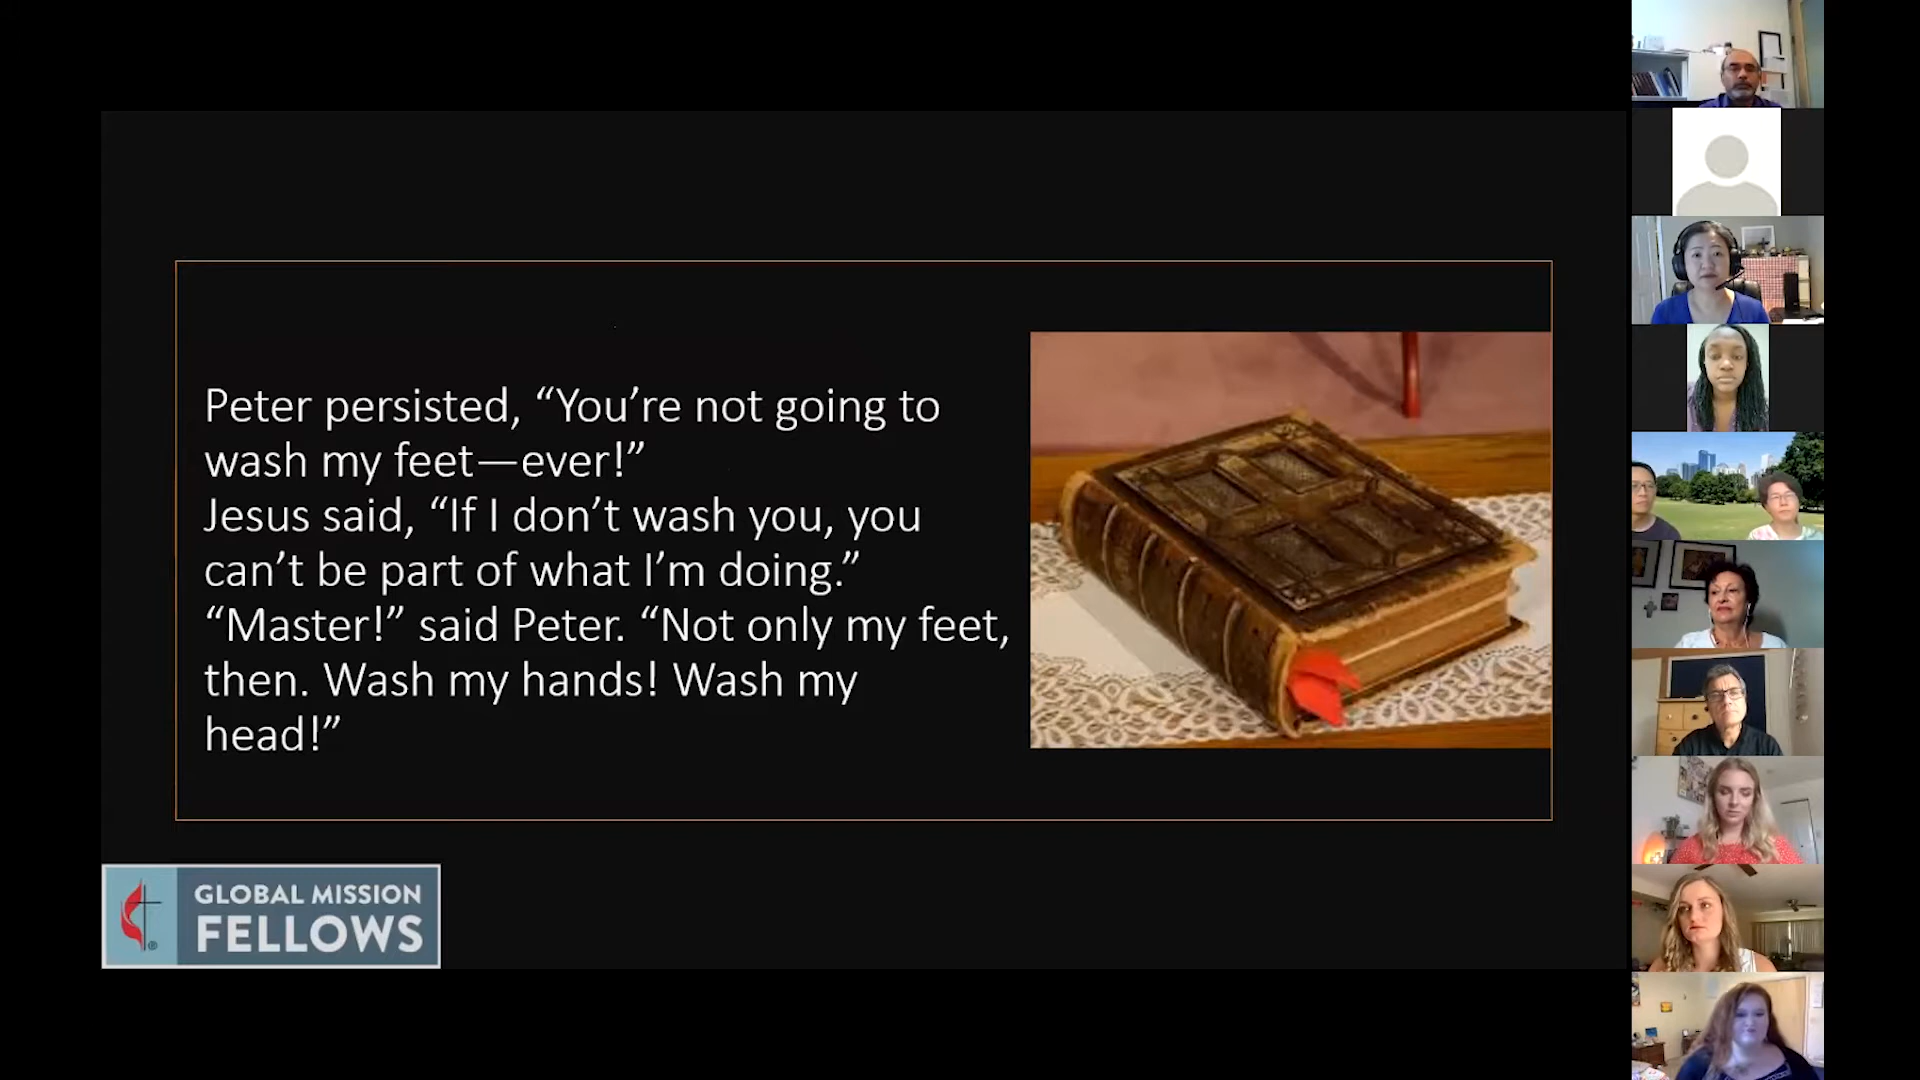 Peter persisted, “You’re not going to
wash my feet—ever!”
Jesus said, “If I don’t wash you, you
can’t be part of what I’m doing.”
“Master!” said Peter. “Not only my feet,
then. Wash my hands! Wash my
head!”
GLOBAL MISSION
FELLOWS
®